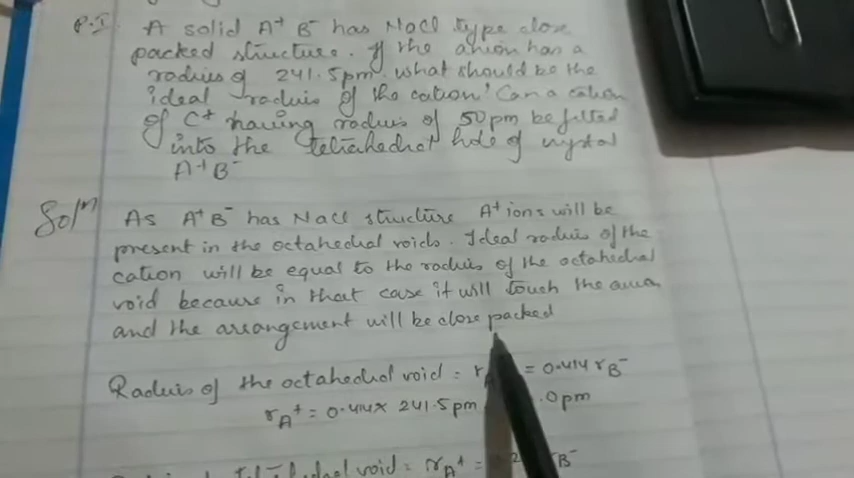 P.I A solid A⁺ B⁻ has NaCl type close
packed structure. If the anion has a
radius of 241.5pm. what should be the
ideal radius of the cation? Can a cation
of C⁺ having radius of 50pm be fitted
into the tetrahedral hole of crystal
A⁺B⁻
Solⁿ As A⁺B⁻ has NaCl structure A⁺ ions will be
present in the octahedral voids. Ideal radius of the
cation will be equal to the radius of the octahedral
void because in that case it will touch the
and the arrangement will be close packed
Radius of the octahedral void = r = 0.414 rB⁻
rA⁺ = 0.414 x 241.5pm .0pm
void = rA⁺ = B⁻